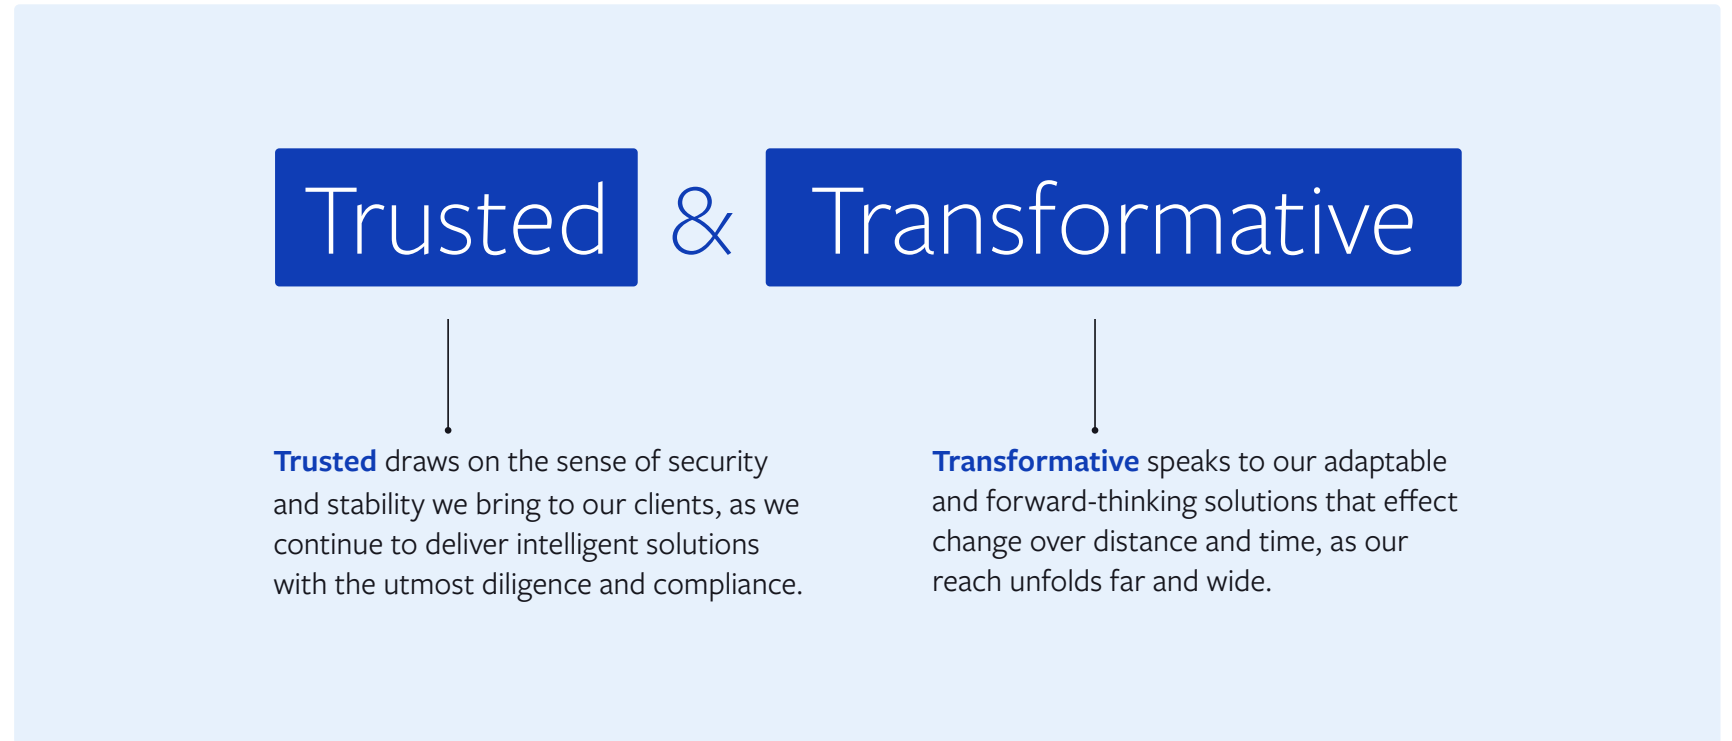 Trusted & Transformative
Trusted draws on the sense of security
and stability we bring to our clients, as we
continue to deliver intelligent solutions
with the utmost diligence and compliance.
Transformative speaks to our adaptable
and forward-thinking solutions that effect
change over distance and time, as our
reach unfolds far and wide.